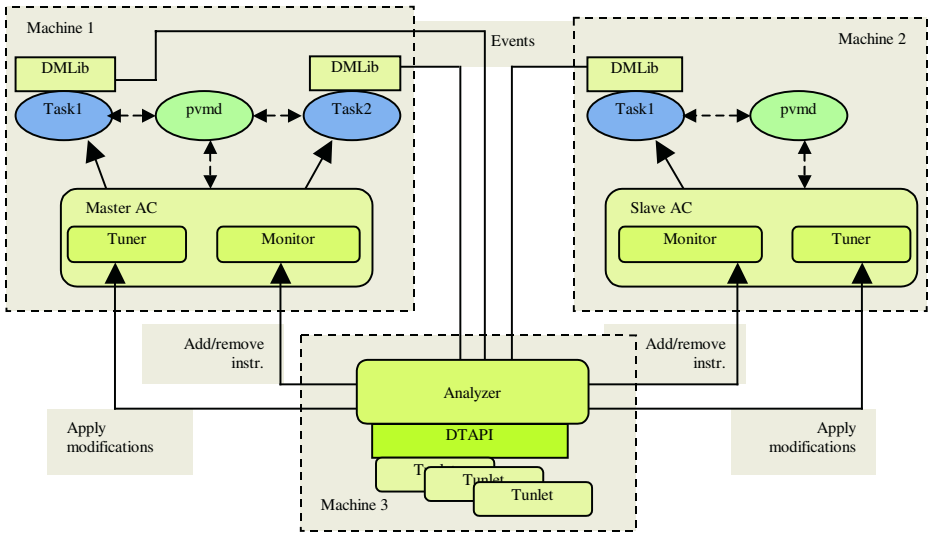 Machine 1
Events
Machine 2
DMLib
DMLib
DMLib
Task1
pvmd
Task2
Task1
pvmd
Master AC
Slave AC
Tuner
Monitor
Monitor
Tuner
Add/remove
instr.
Add/remove
instr.
Analyzer
Apply
modifications
Apply
modifications
DTAPI
Tunlet
Tunlet
Machine 3